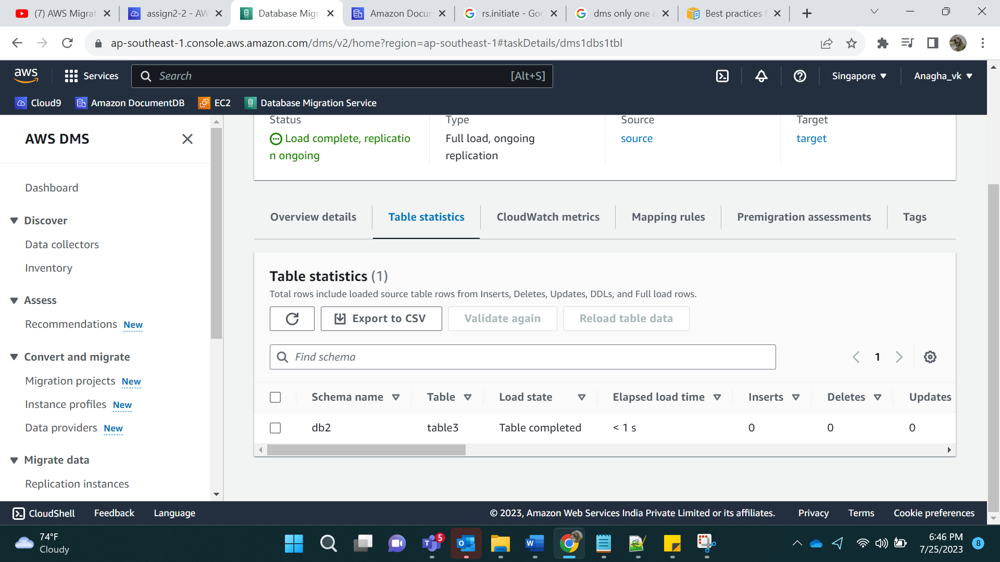 (7) AWS Migrat
assign2-2 - AW
Database Migr
Amazon Docum
rs.initiate - Goo
dms only one c
Best practices f
ap-southeast-1.console.aws.amazon.com/dms/v2/home?region=ap-southeast-1#taskDetails/dms1dbs1tbl
aws
Services
Search
[Alt+S]
Singapore
Anagha_vk
Cloud9
Amazon DocumentDB
EC2
Database Migration Service
AWS DMS
Dashboard
Discover
Data collectors
Inventory
Assess
Recommendations New
Convert and migrate
Migration projects New
Instance profiles New
Data providers New
Migrate data
Replication instances
Status
Load complete, replicatio
n ongoing
Type
Full load, ongoing
replication
Source
source
Target
target
Overview details
Table statistics
CloudWatch metrics
Mapping rules
Premigration assessments
Tags
Table statistics (1)
Total rows include loaded source table rows from Inserts, Deletes, Updates, DDLs, and Full load rows.
Export to CSV
Validate again
Reload table data
Find schema
1
Schema name Table Load state Elapsed load time Inserts Deletes Updates
db2 table3 Table completed < 1 s 0 0 0
CloudShell
Feedback
Language
© 2023, Amazon Web Services India Private Limited or its affiliates.
Privacy
Terms
Cookie preferences
74°F
Cloudy
5
6:46 PM
7/25/2023
8